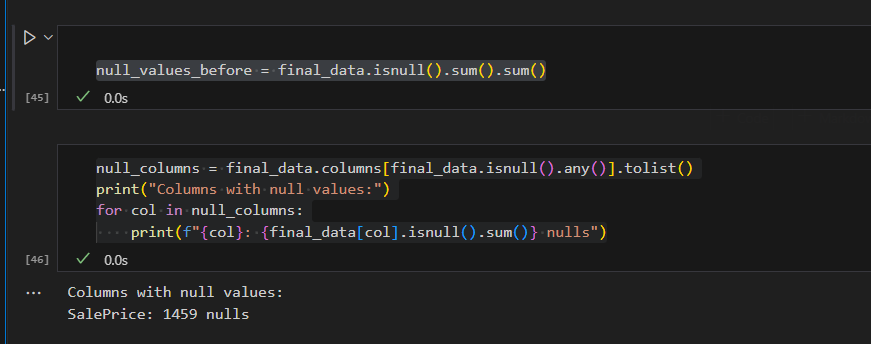 null_values_before = final_data.isnull().sum().sum()
[45]
0.0s
null_columns = final_data.columns[final_data.isnull().any()].tolist()
print("Columns with null values:")
for col in null_columns:
    print(f"{col}: {final_data[col].isnull().sum()} nulls")
[46]
0.0s
... Columns with null values:
SalePrice: 1459 nulls